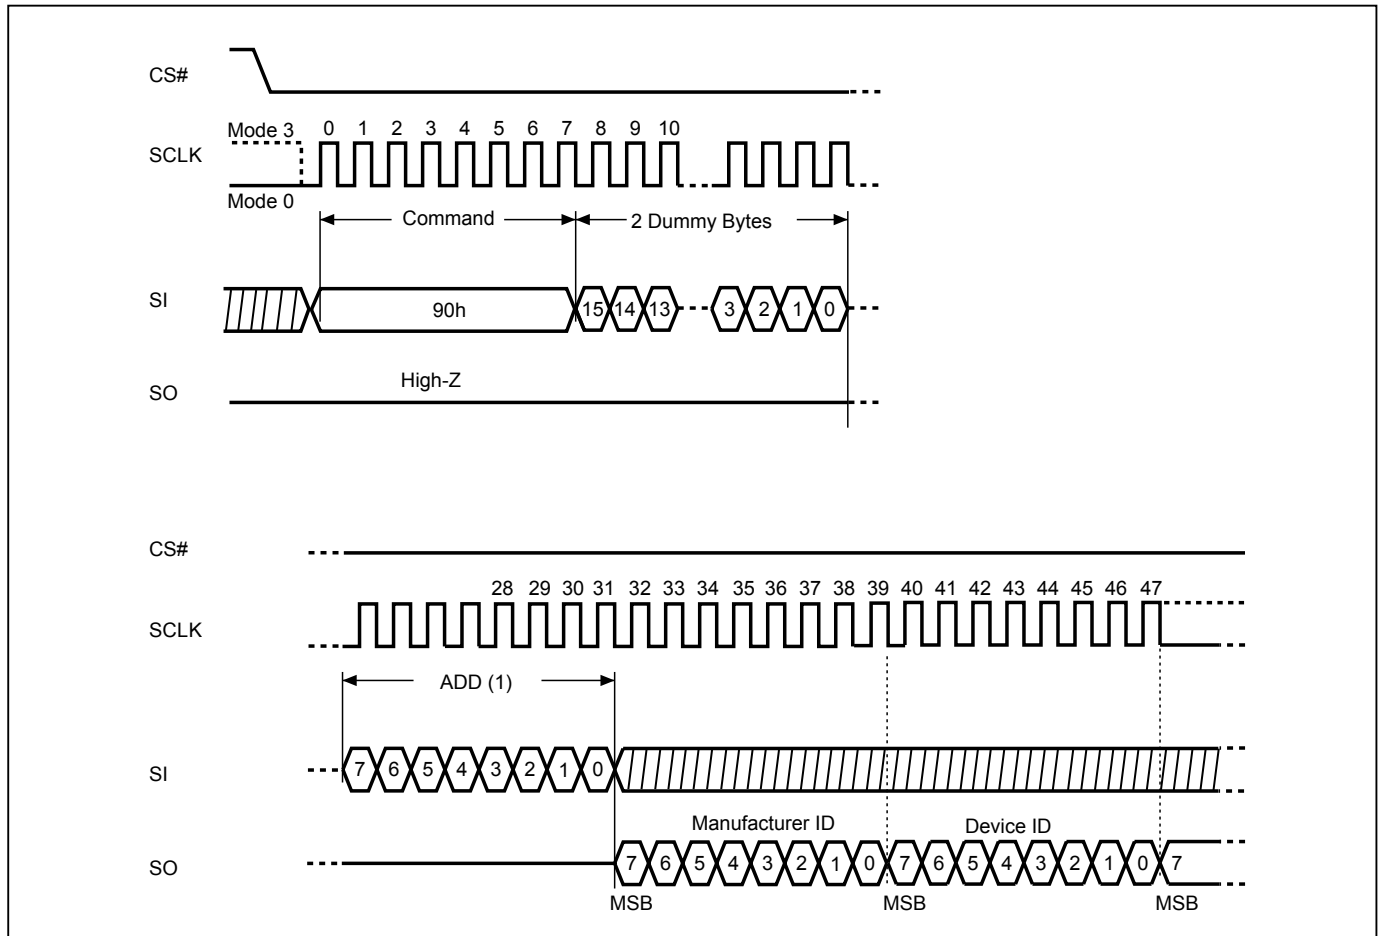 CS#
Mode 3 0 1 2 3 4 5 6 7 8 9 10
SCLK
Mode 0
Command 2 Dummy Bytes
SI 90h 15 14 13 3 2 1 0
High-Z
SO
CS#
28 29 30 31 32 33 34 35 36 37 38 39 40 41 42 43 44 45 46 47
SCLK
ADD (1)
SI 7 6 5 4 3 2 1 0
Manufacturer ID Device ID
SO 7 6 5 4 3 2 1 0 7 6 5 4 3 2 1 0 7
MSB MSB MSB